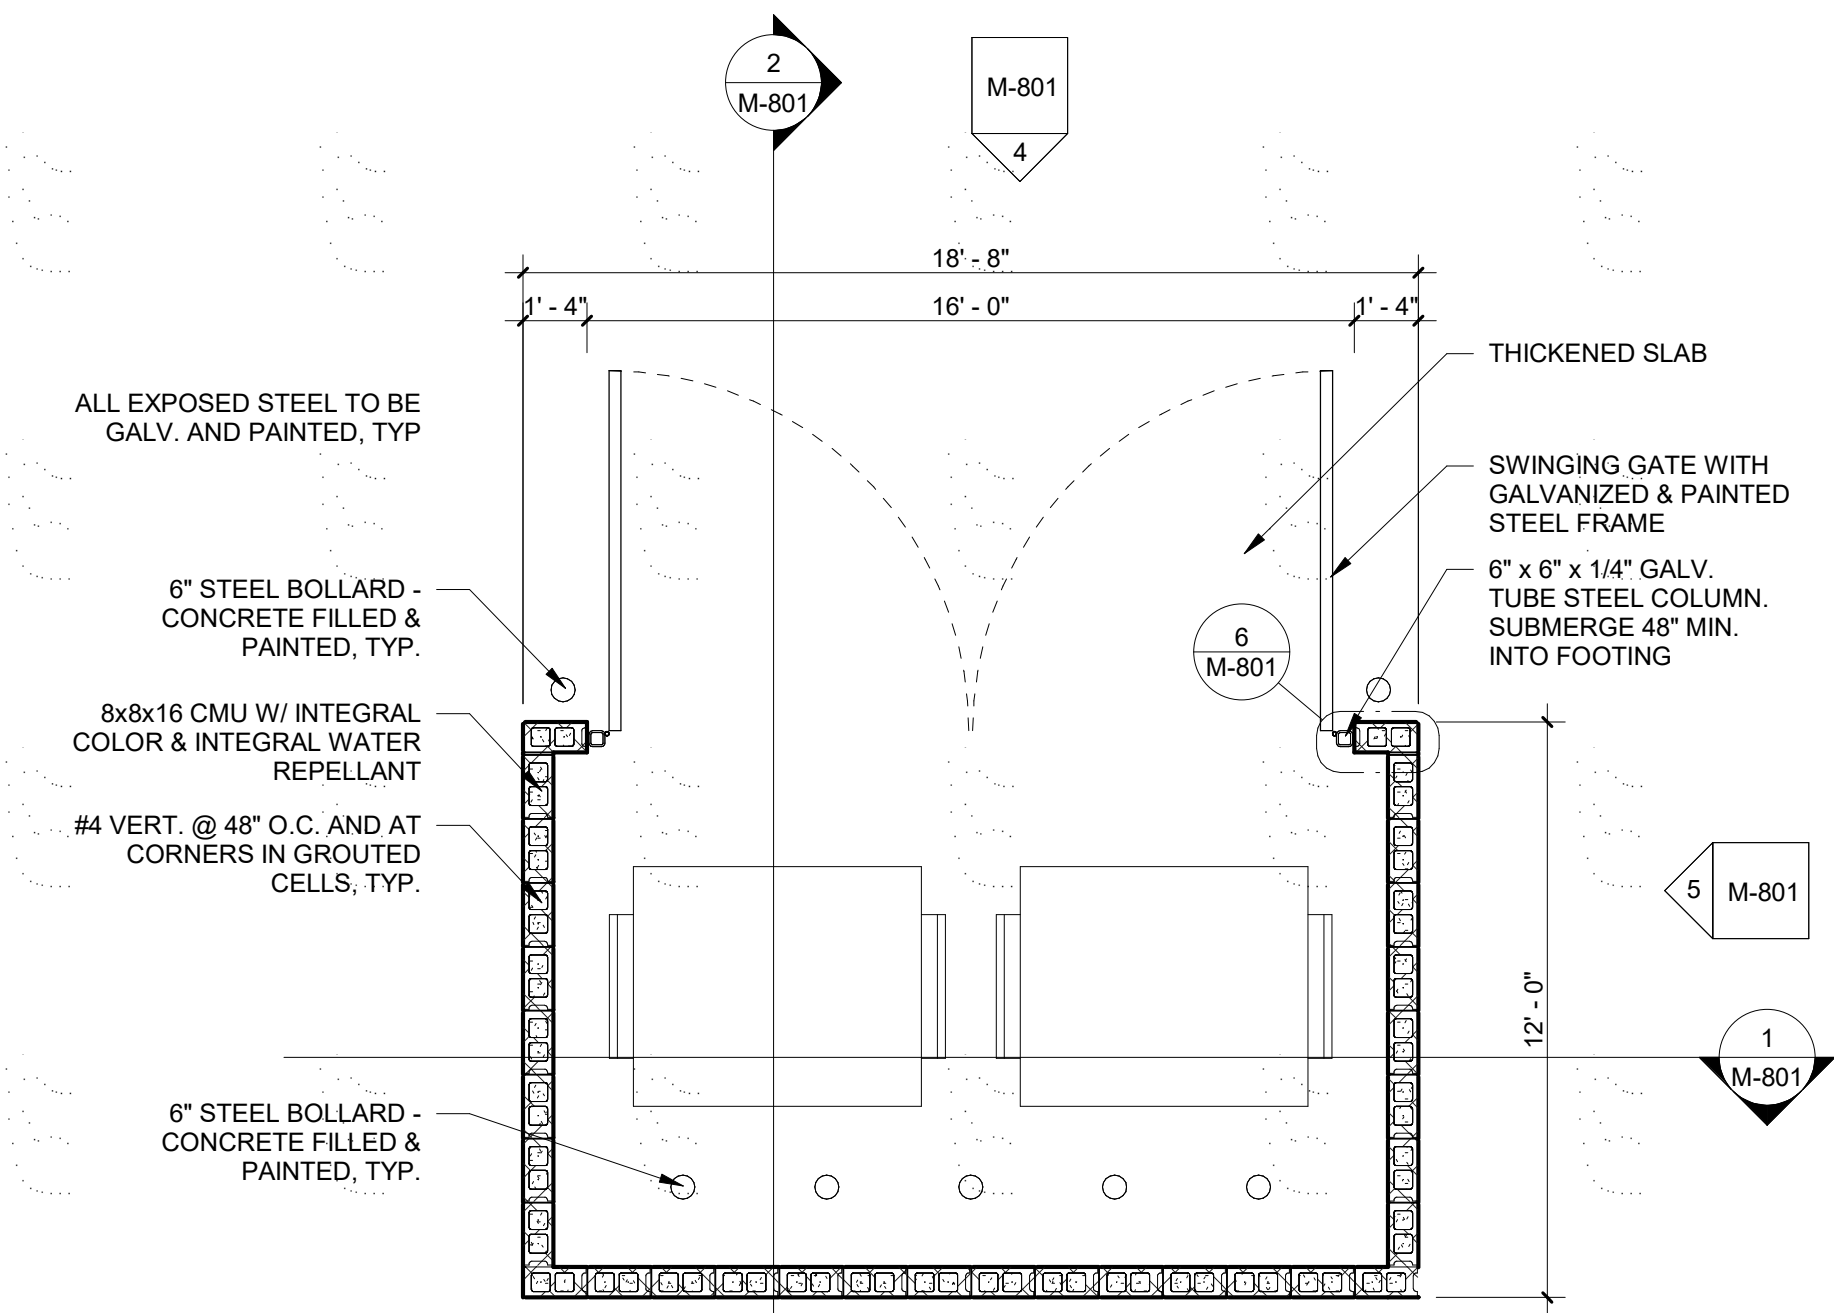 2
M-801
M-801
4
18' - 8"
1' - 4"
16' - 0"
1' - 4"
THICKENED SLAB
ALL EXPOSED STEEL TO BE
GALV. AND PAINTED, TYP
SWINGING GATE WITH
GALVANIZED & PAINTED
STEEL FRAME
6" x 6" x 1/4" GALV.
TUBE STEEL COLUMN.
SUBMERGE 48" MIN.
INTO FOOTING
6" STEEL BOLLARD -
CONCRETE FILLED &
PAINTED, TYP.
6
M-801
8x8x16 CMU W/ INTEGRAL
COLOR & INTEGRAL WATER
REPELLANT
#4 VERT. @ 48" O.C. AND AT
CORNERS IN GROUTED
CELLS, TYP.
5
M-801
12' - 0"
1
M-801
6" STEEL BOLLARD -
CONCRETE FILLED &
PAINTED, TYP.